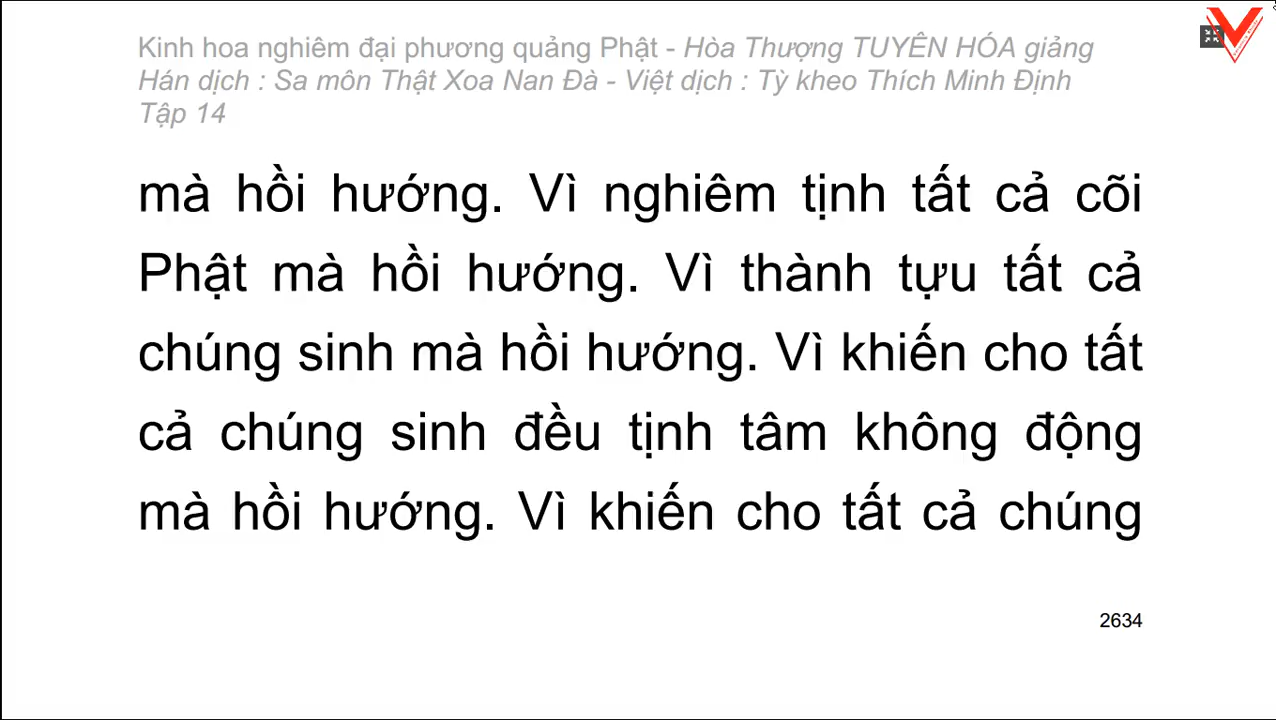 Kinh hoa nghiêm đại phương quảng Phật - Hòa Thượng TUYÊN HÓA giảng
Hán dịch : Sa môn Thật Xoa Nan Đà - Việt dịch : Tỳ kheo Thích Minh Định
Tập 14
mà hồi hướng. Vì nghiêm tịnh tất cả cõi
Phật mà hồi hướng. Vì thành tựu tất cả
chúng sinh mà hồi hướng. Vì khiến cho tất
cả chúng sinh đều tịnh tâm không động
mà hồi hướng. Vì khiến cho tất cả chúng
2634